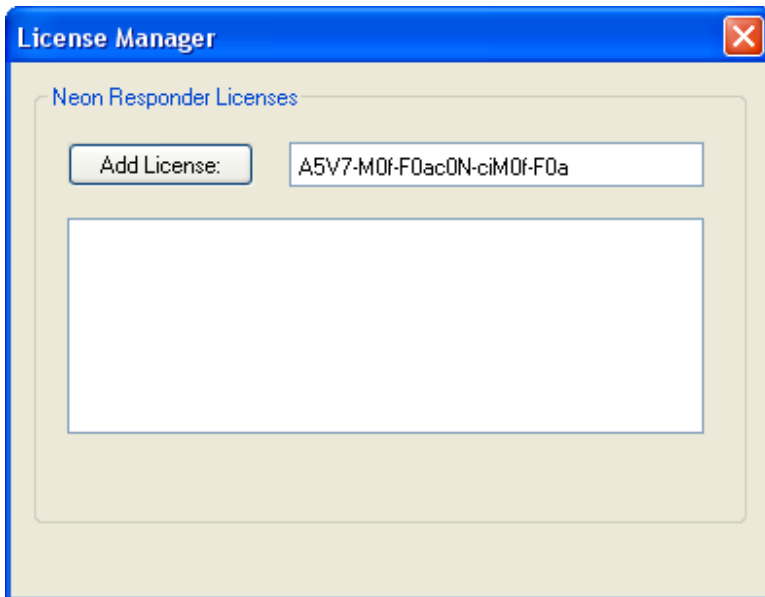 License Manager
Neon Responder Licenses
Add License: A5V7-M0f-F0ac0N-ciM0f-F0a